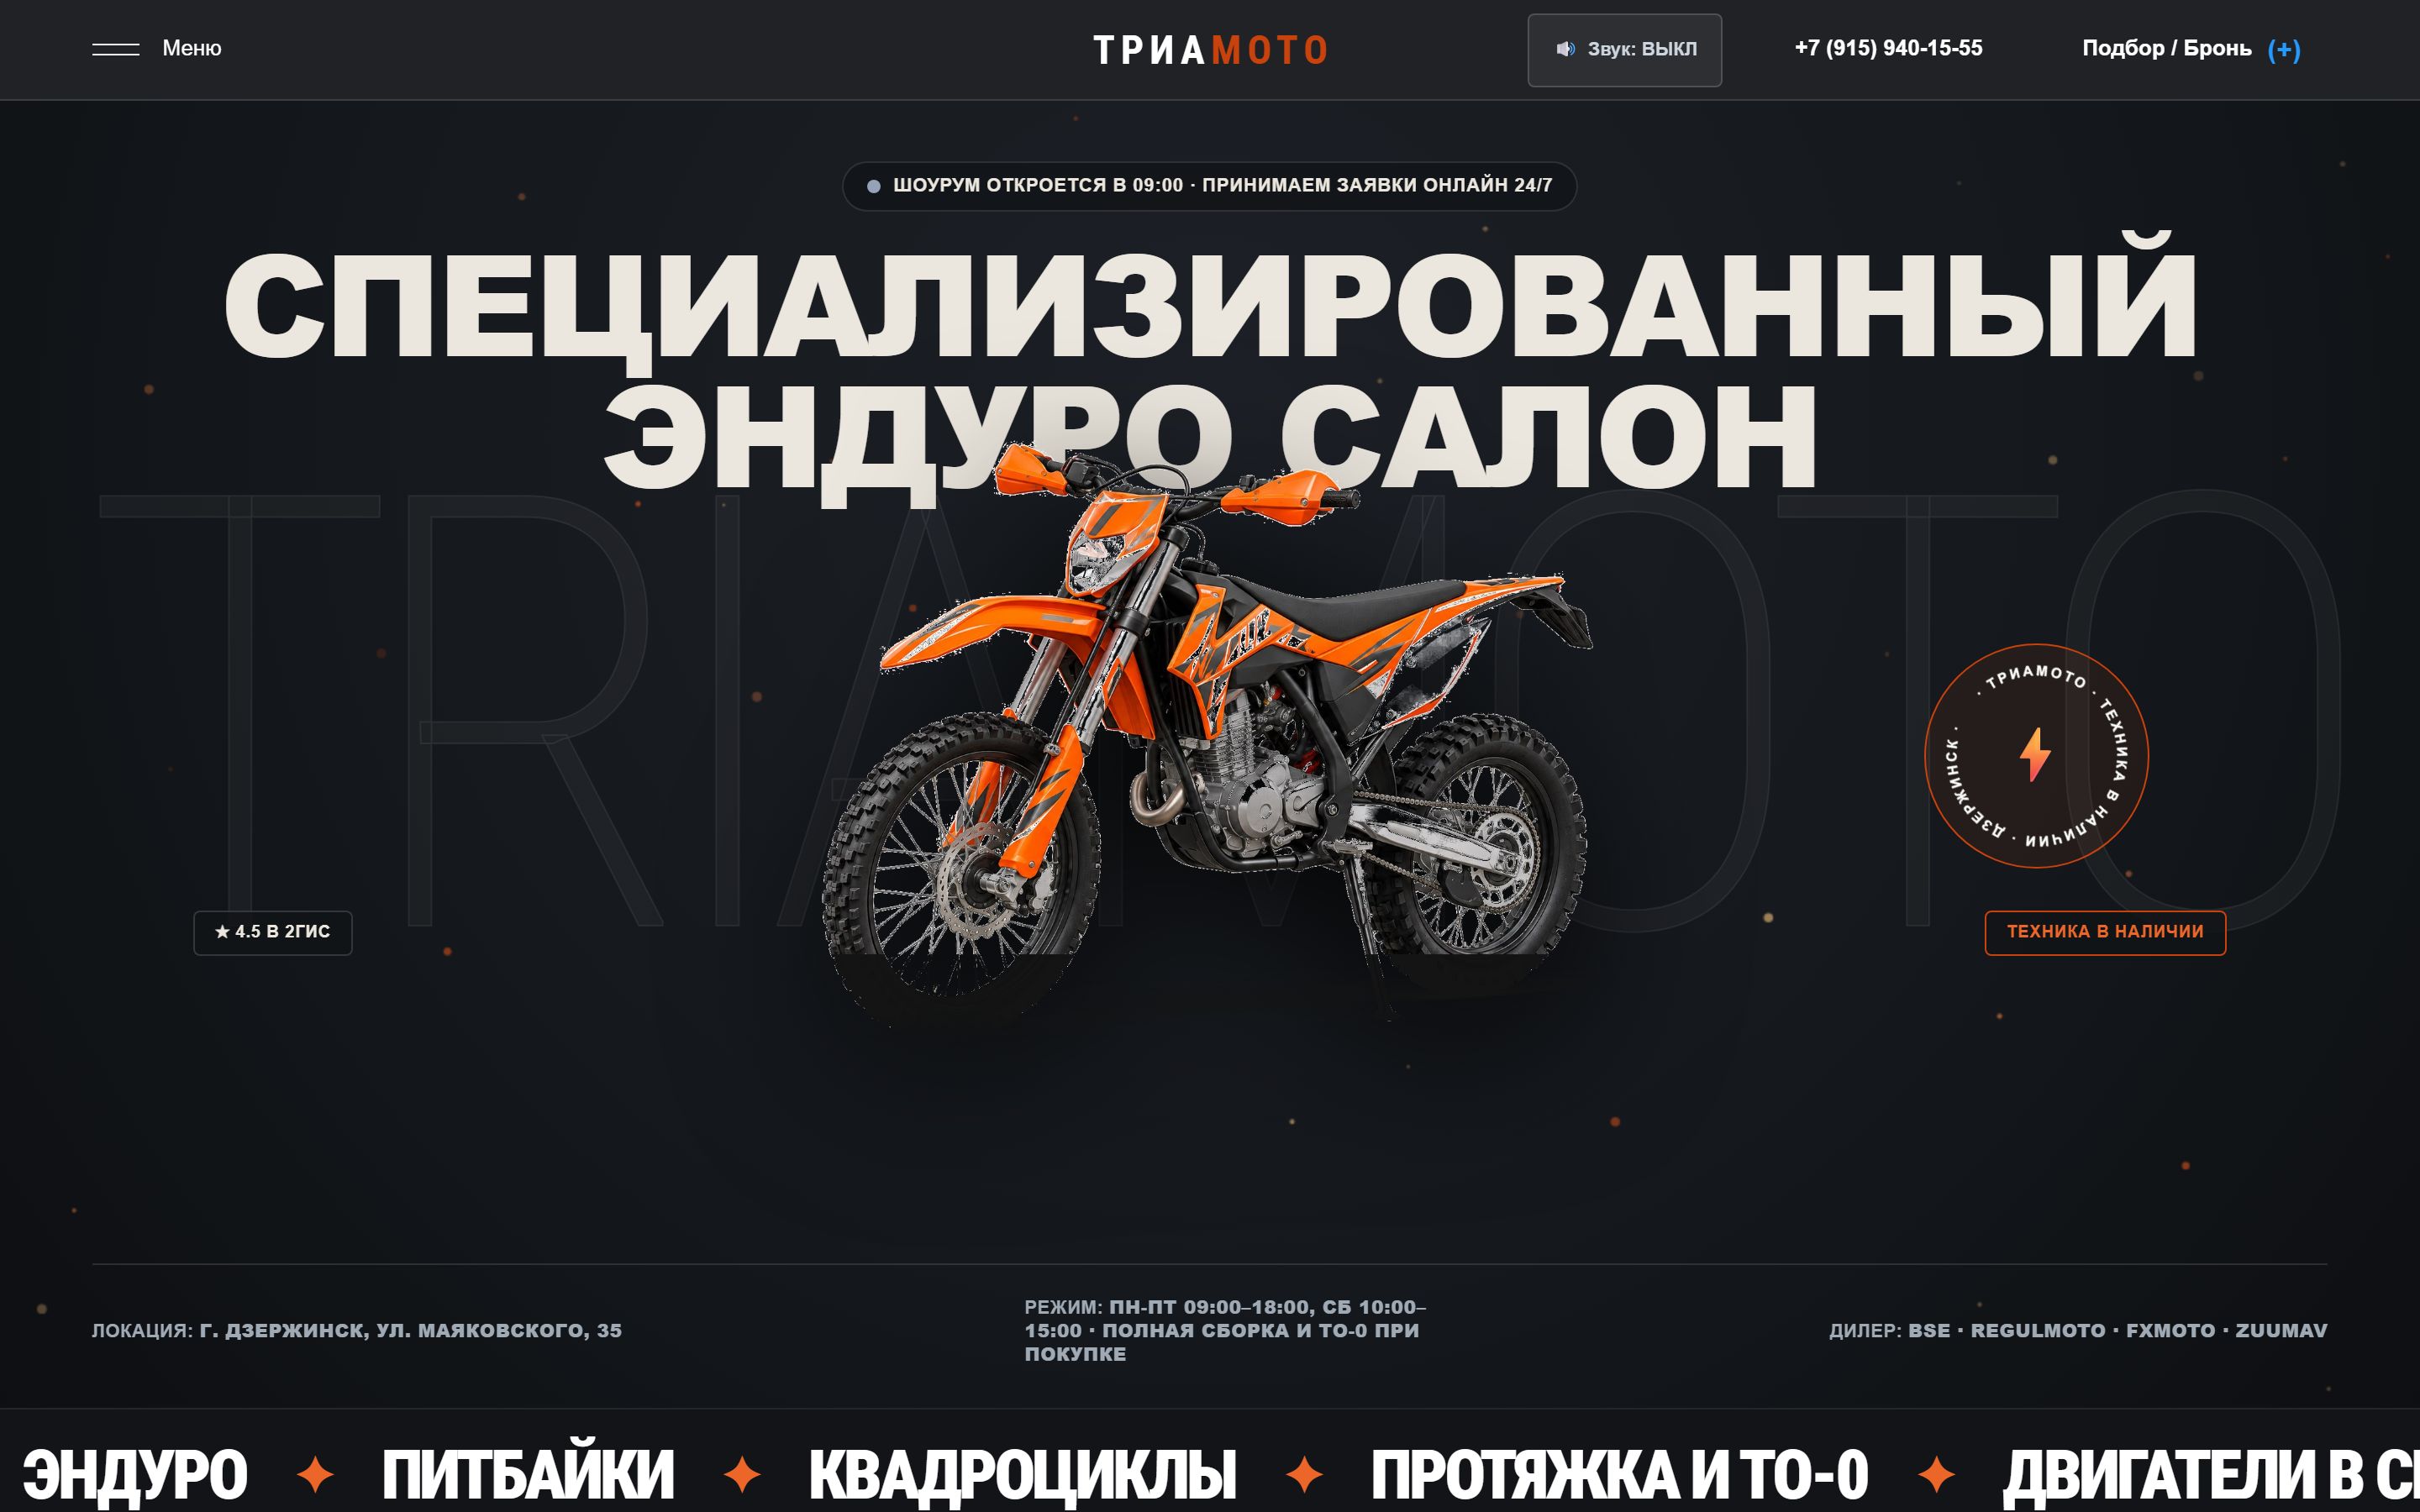 Меню
ТРИАМОТО
Звук: ВЫКЛ
+7 (915) 940-15-55
Подбор / Бронь (+)
ШОУРУМ ОТКРОЕТСЯ В 09:00 · ПРИНИМАЕМ ЗАЯВКИ ОНЛАЙН 24/7
СПЕЦИАЛИЗИРОВАННЫЙ
ЭНДУРО САЛОН
TRIAMOTO
· ТРИАМОТО · ТЕХНИКА В НАЛИЧИИ · ДЗЕРЖИНСК ·
★ 4.5 В 2ГИС
ТЕХНИКА В НАЛИЧИИ
ЛОКАЦИЯ: Г. ДЗЕРЖИНСК, УЛ. МАЯКОВСКОГО, 35
РЕЖИМ: ПН-ПТ 09:00–18:00, СБ 10:00–
15:00 · ПОЛНАЯ СБОРКА И ТО-0 ПРИ
ПОКУПКЕ
ДИЛЕР: BSE · REGULMOTO · FXMOTO · ZUUMAV
ЭНДУРО ✦ ПИТБАЙКИ ✦ КВАДРОЦИКЛЫ ✦ ПРОТЯЖКА И ТО-0 ✦ ДВИГАТЕЛИ В